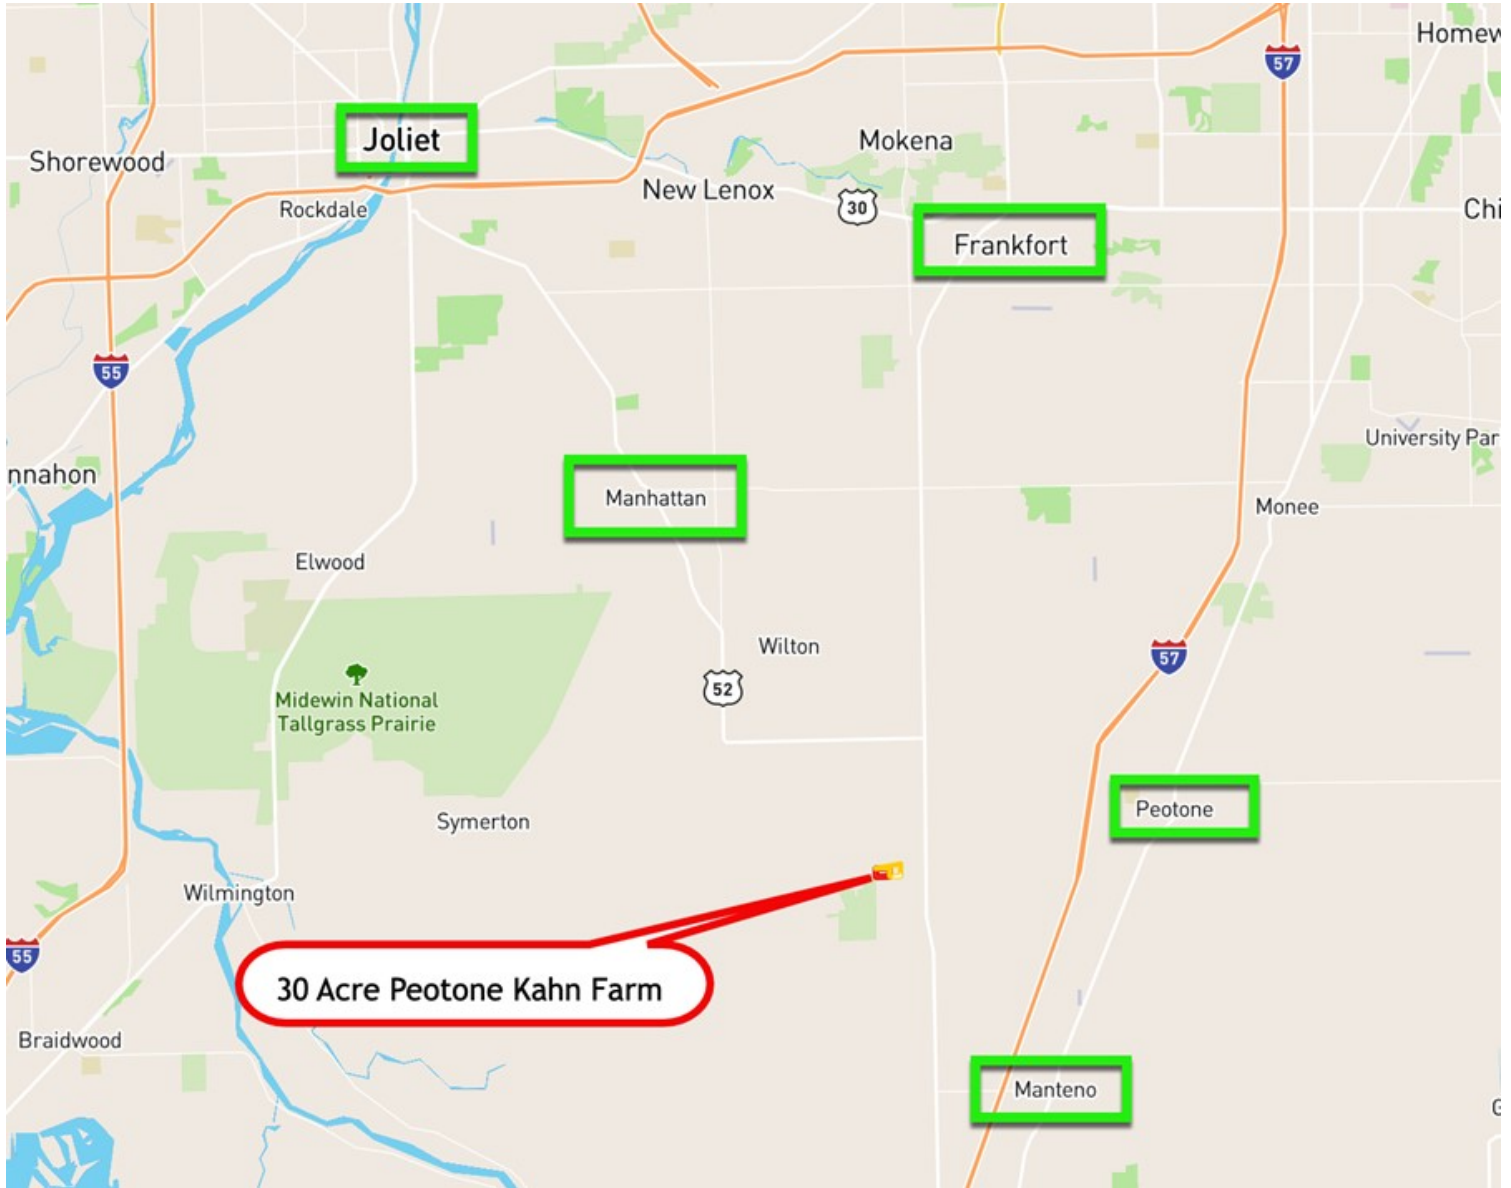 Homew
57
Joliet
Mokena
Shorewood
New Lenox
Rockdale
30
Chi
Frankfort
55
University Par
nnahon
Manhattan
Monee
Elwood
Wilton
57
52
Midewin National
Tallgrass Prairie
Peotone
Symerton
Wilmington
55
30 Acre Peotone Kahn Farm
Braidwood
Manteno
G